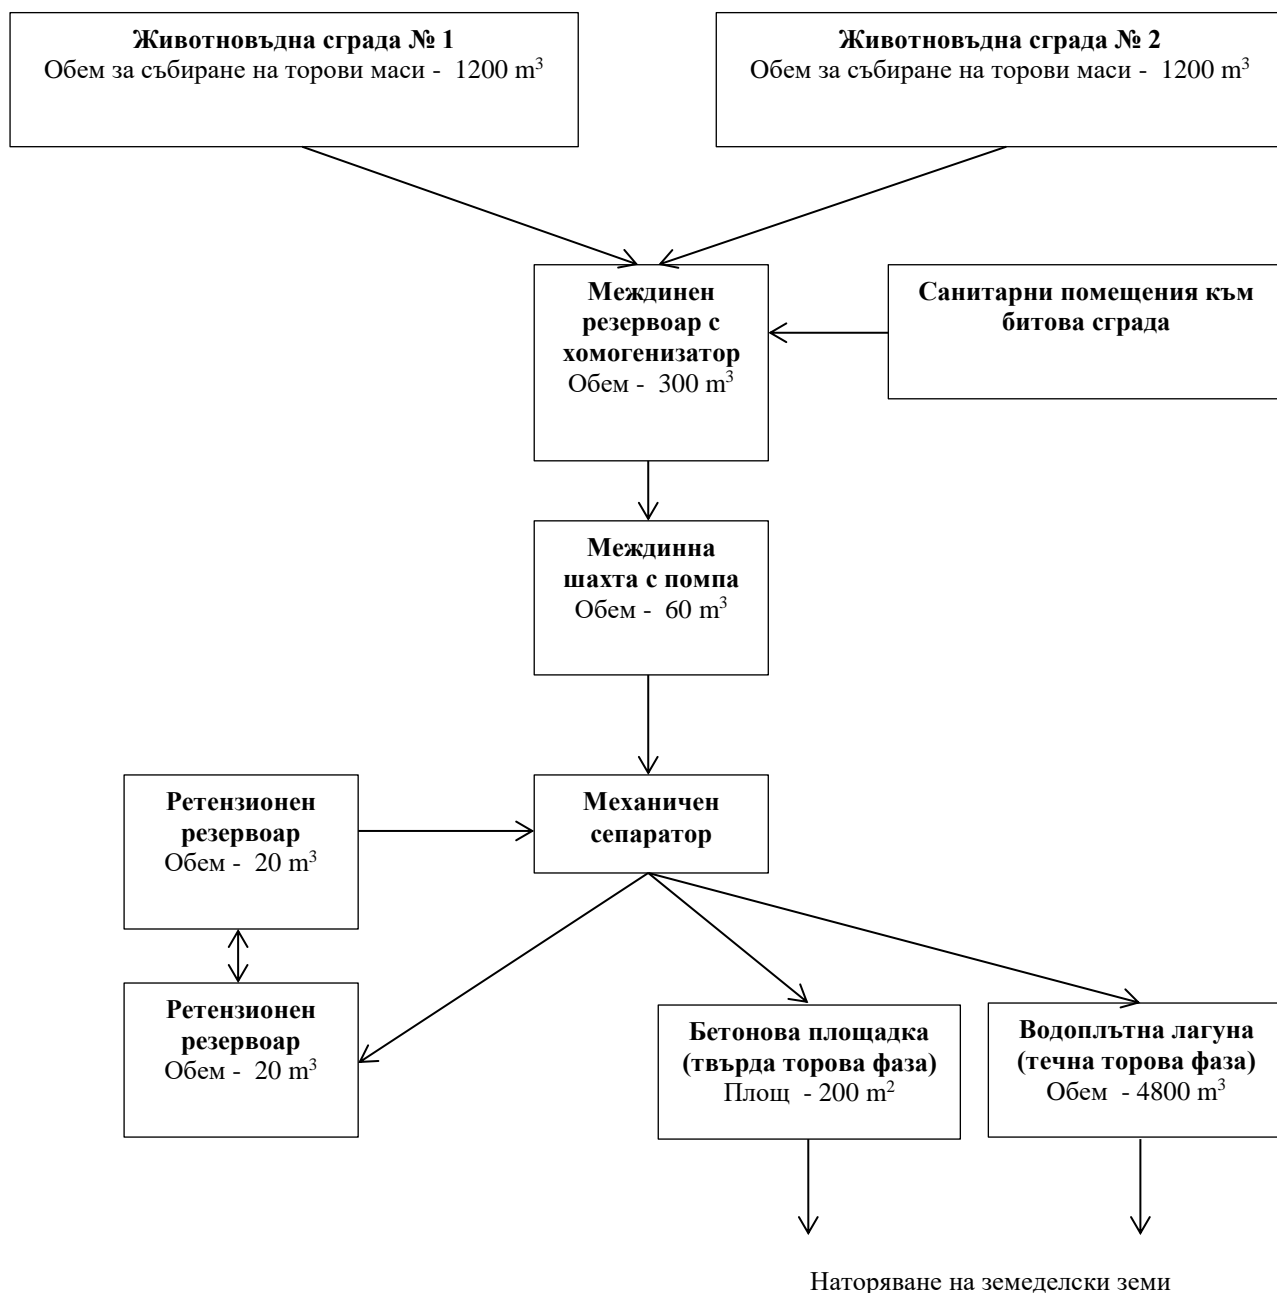 Животновъдна сграда № 1
Обем за събиране на торови маси - 1200 m³
Животновъдна сграда № 2
Обем за събиране на торови маси - 1200 m³
Междинен
резервоар с
хомогенизатор
Обем - 300 m³
Санитарни помещения към
битова сграда
Междинна
шахта с помпа
Обем - 60 m³
Ретензионен
резервоар
Обем - 20 m³
Механичен
сепаратор
Ретензионен
резервоар
Обем - 20 m³
Бетонова площадка
(твърда торова фаза)
Площ - 200 m²
Водоплътна лагуна
(течна торова фаза)
Обем - 4800 m³
Наторяване на земеделски земи